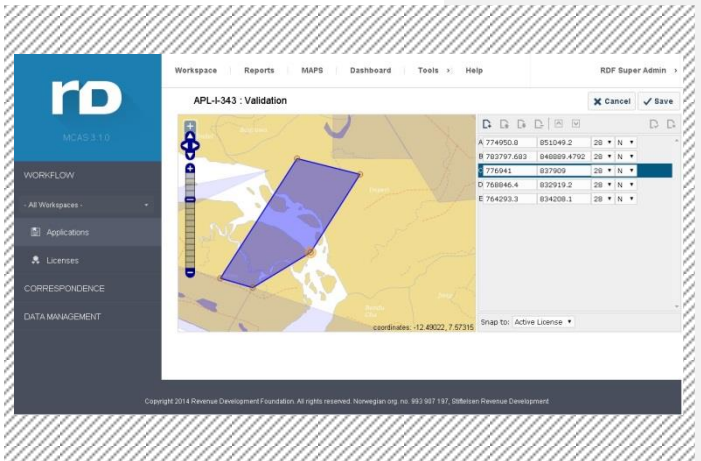 Workspace Reports MAPS Dashboard Tools Help RDF Super Admin
rD
MCAS 3.1.0
APL-I-343 : Validation
Cancel Save
WORKFLOW
- All Workspaces -
Applications
Licenses
CORRESPONDENCE
DATA MANAGEMENT
A 774950.8 851049.2 28 N
B 783797.683 848889.4792 28 N
776941 837909 28 N
D 768846.4 832919.2 28 N
E 764293.3 834208.1 28 N
coordinates: -12.49022, 7.57315
Snap to: Active License
Copyright 2014 Revenue Development Foundation. All rights reserved. Norwegian org. no. 993 907 197, Stiftelsen Revenue Development